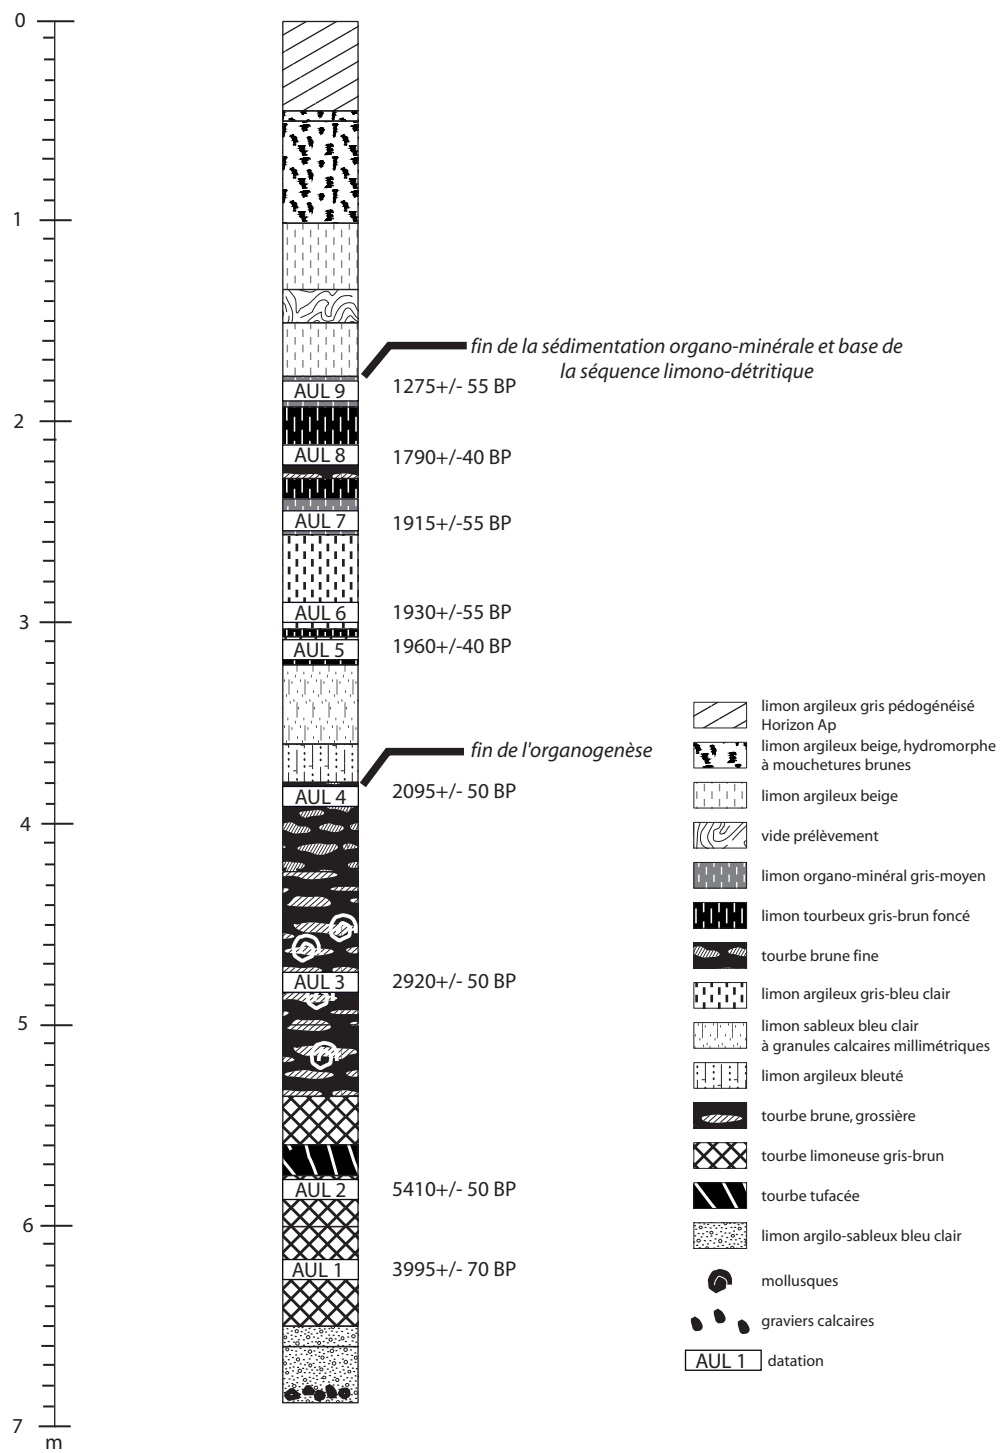 0
1
2
3
4
5
6
7
m
fin de la sédimentation organo-minérale et base de
la séquence limono-détritique
AUL 9
1275+/- 55 BP
AUL 8
1790+/-40 BP
AUL 7
1915+/-55 BP
AUL 6
1930+/-55 BP
AUL 5
1960+/-40 BP
fin de l'organogenèse
AUL 4
2095+/- 50 BP
AUL 3
2920+/- 50 BP
AUL 2
5410+/- 50 BP
AUL 1
3995+/- 70 BP
limon argileux gris pédogénéisé
Horizon Ap
limon argileux beige, hydromorphe
à mouchetures brunes
limon argileux beige
vide prélèvement
limon organo-minéral gris-moyen
limon tourbeux gris-brun foncé
tourbe brune fine
limon argileux gris-bleu clair
limon sableux bleu clair
à granules calcaires millimétriques
limon argileux bleuté
tourbe brune, grossière
tourbe limoneuse gris-brun
tourbe tufacée
limon argilo-sableux bleu clair
mollusques
graviers calcaires
AUL 1 datation